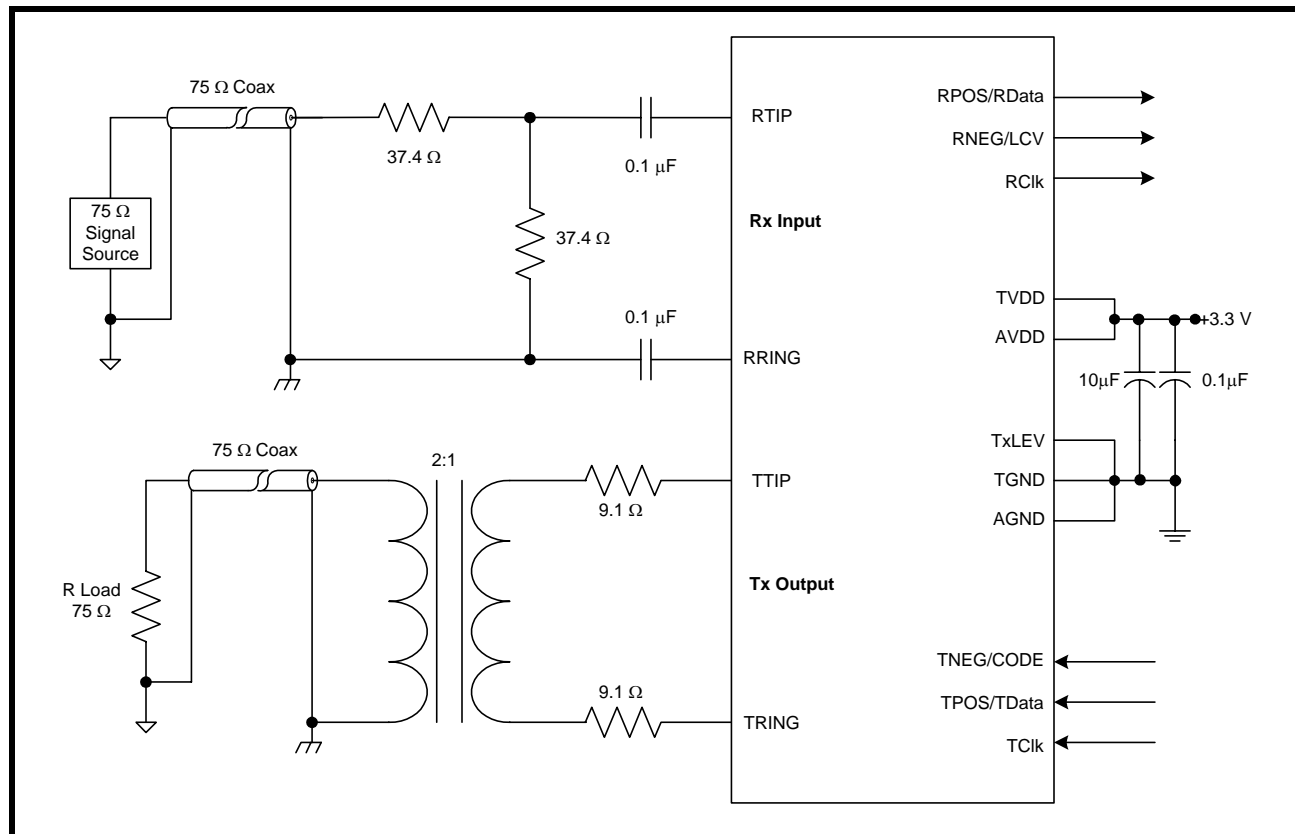 75 Ω Coax
37.4 Ω
0.1 μF
RTIP
75 Ω
Signal
Source
37.4 Ω
Rx Input
0.1 μF
RRING
75 Ω Coax
2:1
9.1 Ω
TTIP
R Load
75 Ω
Tx Output
9.1 Ω
TRING
RPOS/RData
RNEG/LCV
RClk
TVDD
AVDD
+3.3 V
10μF
0.1μF
TxLEV
TGND
AGND
TNEG/CODE
TPOS/TData
TClk